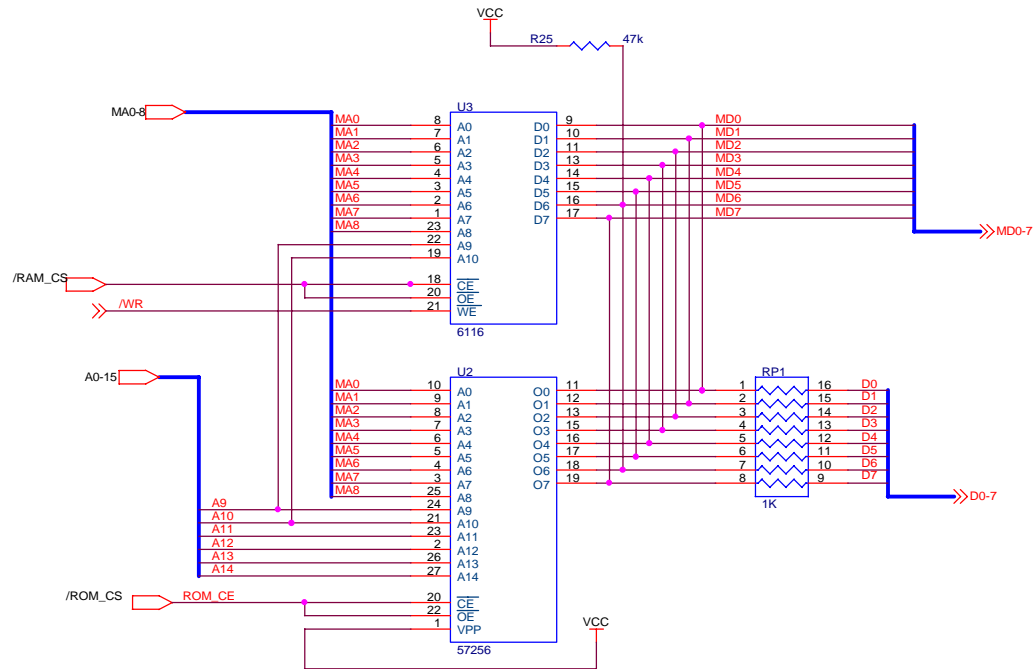 VCC
R25 47k
MA0-8
U3
MA0 8 A0 D0 9 MD0
MA1 7 A1 D1 10 MD1
MA2 6 A2 D2 11 MD2
MA3 5 A3 D3 13 MD3
MA4 4 A4 D4 14 MD4
MA5 3 A5 D5 15 MD5
MA6 2 A6 D6 16 MD6
MA7 1 A7 D7 17 MD7
MA8 23 A8
22 A9
19 A10
MD0-7
/RAM_CS 18 CE
20 OE
/WR 21 WE
6116
A0-15
U2
RP1
MA0 10 A0 O0 11 1 16 D0
MA1 9 A1 O1 12 2 15 D1
MA2 8 A2 O2 13 3 14 D2
MA3 7 A3 O3 15 4 13 D3
MA4 6 A4 O4 16 5 12 D4
MA5 5 A5 O5 17 6 11 D5
MA6 4 A6 O6 18 7 10 D6
MA7 3 A7 O7 19 8 9 D7
MA8 25 A8
D0-7
A9 24 A9
1K
A10 21 A10
A11 23 A11
A12 2 A12
A13 26 A13
A14 27 A14
/ROM_CS ROM_CE 20 CE
22 OE
1 VPP
VCC
57256